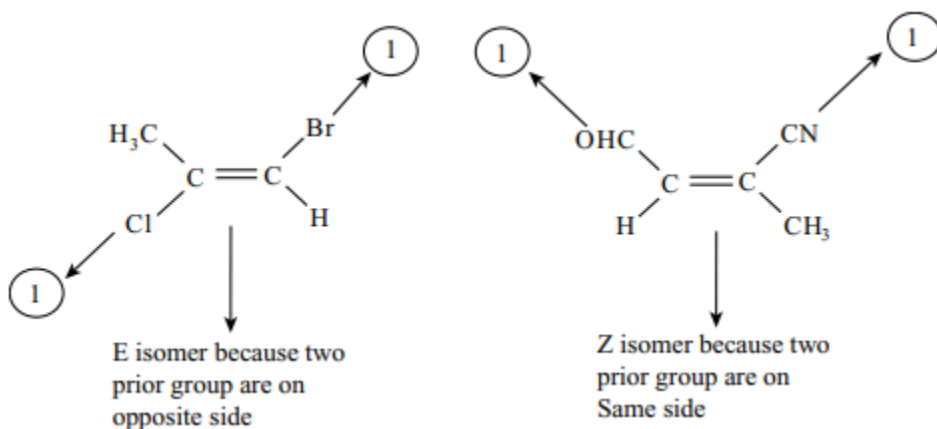 1
1
1
Br
H₃C
C = C
Cl
H
1
OHC
CN
C = C
H
CH₃
E isomer because two
prior group are on
opposite side
Z isomer because two
prior group are on
Same side